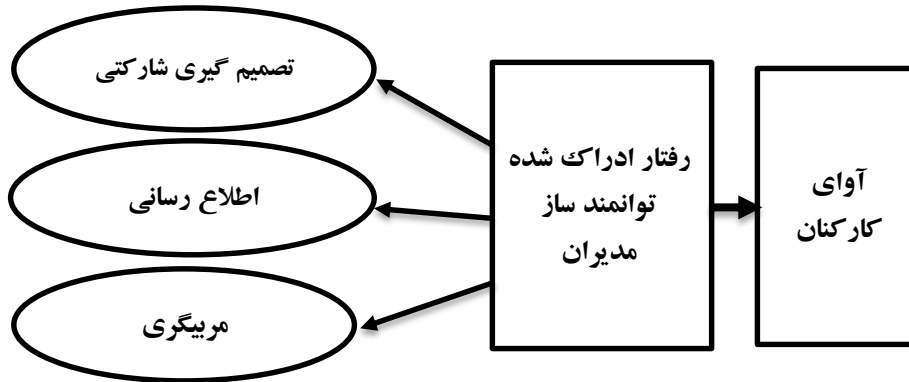 تصمیم گیری شارکتی
اطلاع رسانی
مربیگری
رفتار ادراک شده
توانمند ساز
مدیران
آوای
کارکنان